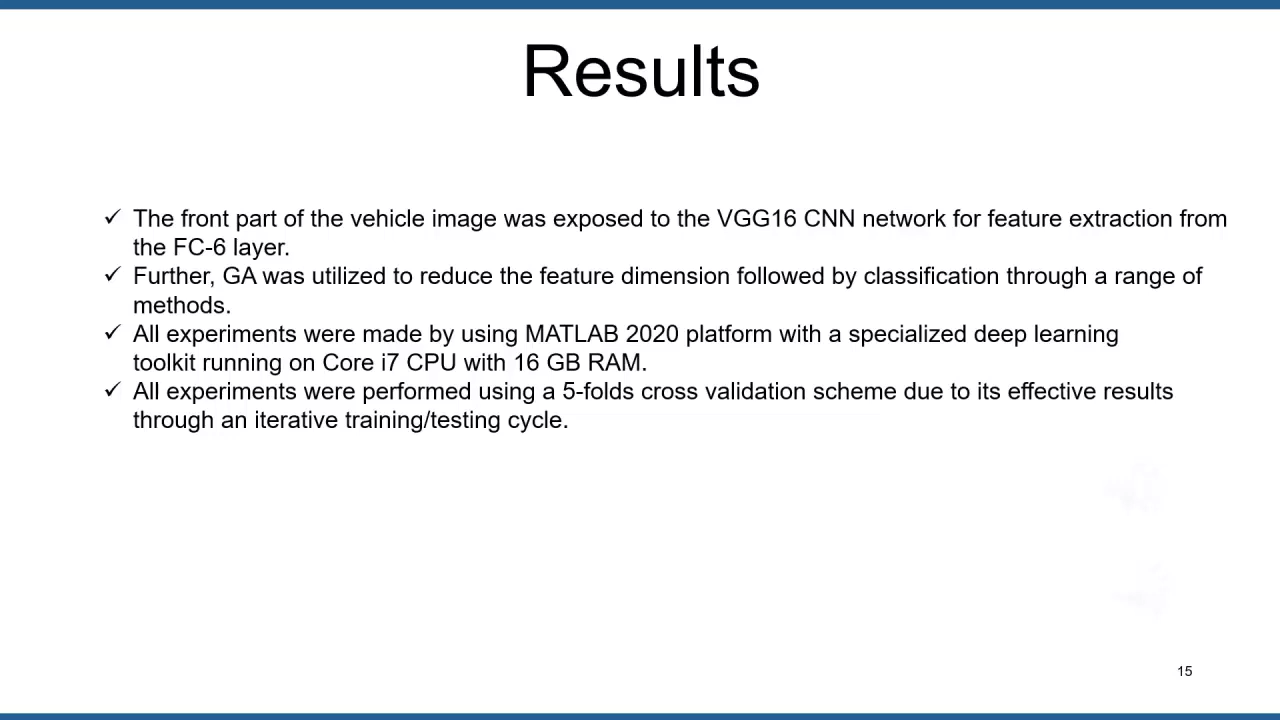 Results
✓ The front part of the vehicle image was exposed to the VGG16 CNN network for feature extraction from
the FC-6 layer.
✓ Further, GA was utilized to reduce the feature dimension followed by classification through a range of
methods.
✓ All experiments were made by using MATLAB 2020 platform with a specialized deep learning
toolkit running on Core i7 CPU with 16 GB RAM.
✓ All experiments were performed using a 5-folds cross validation scheme due to its effective results
through an iterative training/testing cycle.
15